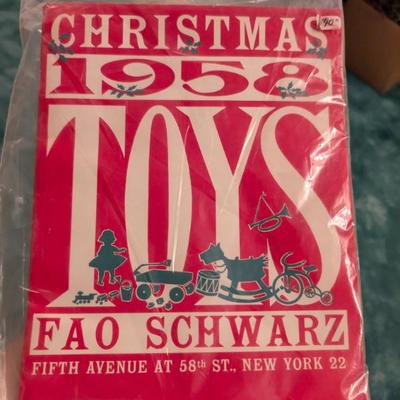 CHRISTMAS
1958
TOYS
FAO SCHWARZ
FIFTH AVENUE AT 58th ST., NEW YORK 22